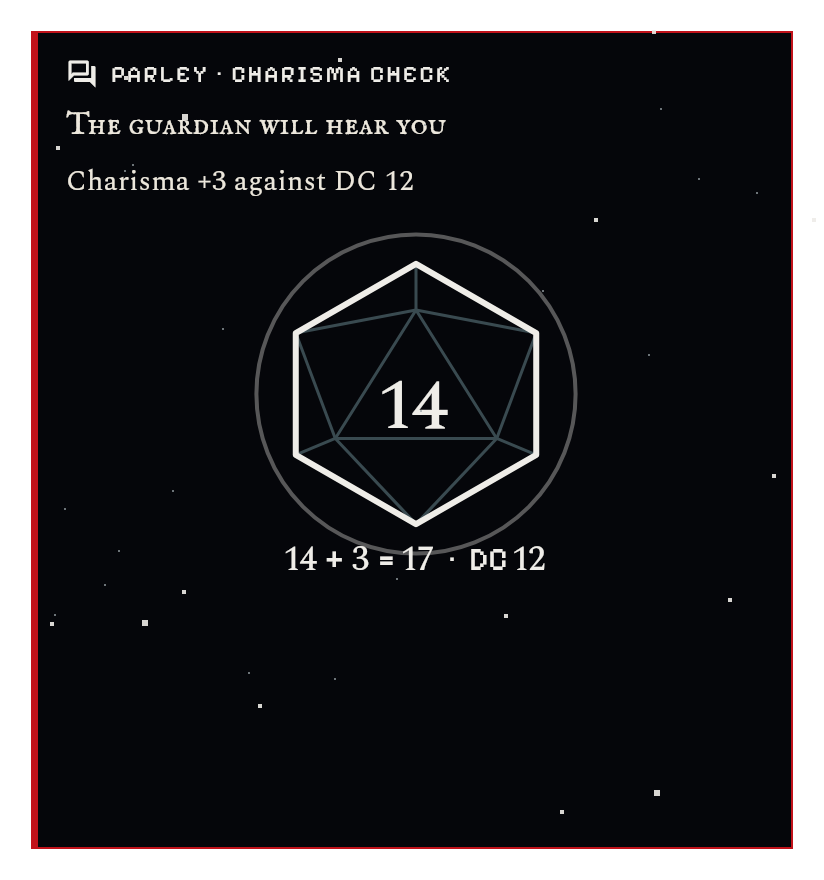 PARLEY · CHARISMA CHECK
The guardian will hear you
Charisma +3 against DC 12
14
14 + 3 = 17 · DC 12